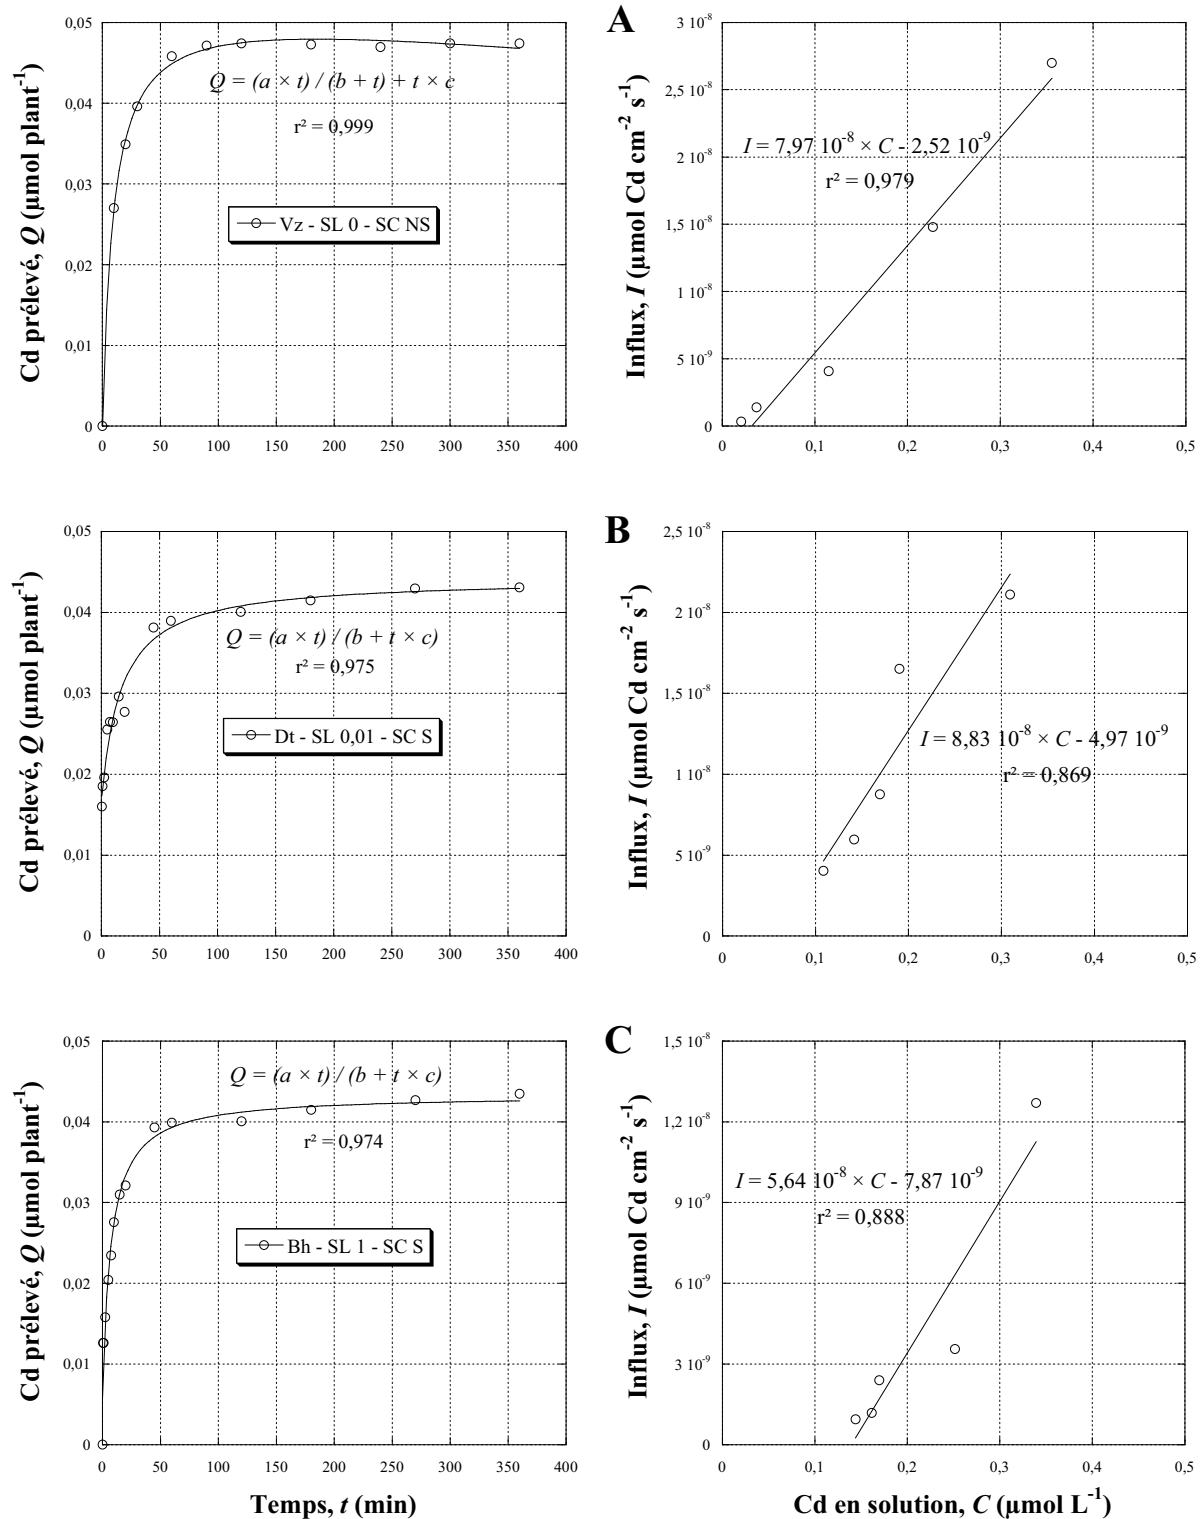 A
Cd prélevé, Q (µmol plant⁻¹)
0,05
0,04
0,03
0,02
0,01
0
Q = (a × t) / (b + t) + t × c
r² = 0,999
Vz - SL 0 - SC NS
0 50 100 150 200 250 300 350 400
Influx, I (µmol Cd cm⁻² s⁻¹)
3 10⁻⁸
2,5 10⁻⁸
2 10⁻⁸
1,5 10⁻⁸
1 10⁻⁸
5 10⁻⁹
0
I = 7,97 10⁻⁸ × C - 2,52 10⁻⁹
r² = 0,979
0 0,1 0,2 0,3 0,4 0,5
B
Cd prélevé, Q (µmol plant⁻¹)
0,05
0,04
0,03
0,02
0,01
0
Q = (a × t) / (b + t × c)
r² = 0,975
Dt - SL 0,01 - SC S
0 50 100 150 200 250 300 350 400
Influx, I (µmol Cd cm⁻² s⁻¹)
2,5 10⁻⁸
2 10⁻⁸
1,5 10⁻⁸
1 10⁻⁸
5 10⁻⁹
0
I = 8,83 10⁻⁸ × C - 4,97 10⁻⁹
r² = 0,869
0 0,1 0,2 0,3 0,4 0,5
C
Cd prélevé, Q (µmol plant⁻¹)
0,05
0,04
0,03
0,02
0,01
0
Q = (a × t) / (b + t × c)
r² = 0,974
Bh - SL 1 - SC S
0 50 100 150 200 250 300 350 400
Temps, t (min)
Influx, I (µmol Cd cm⁻² s⁻¹)
1,5 10⁻⁸
1,2 10⁻⁸
9 10⁻⁹
6 10⁻⁹
3 10⁻⁹
0
I = 5,64 10⁻⁸ × C - 7,87 10⁻⁹
r² = 0,888
0 0,1 0,2 0,3 0,4 0,5
Cd en solution, C (µmol L⁻¹)